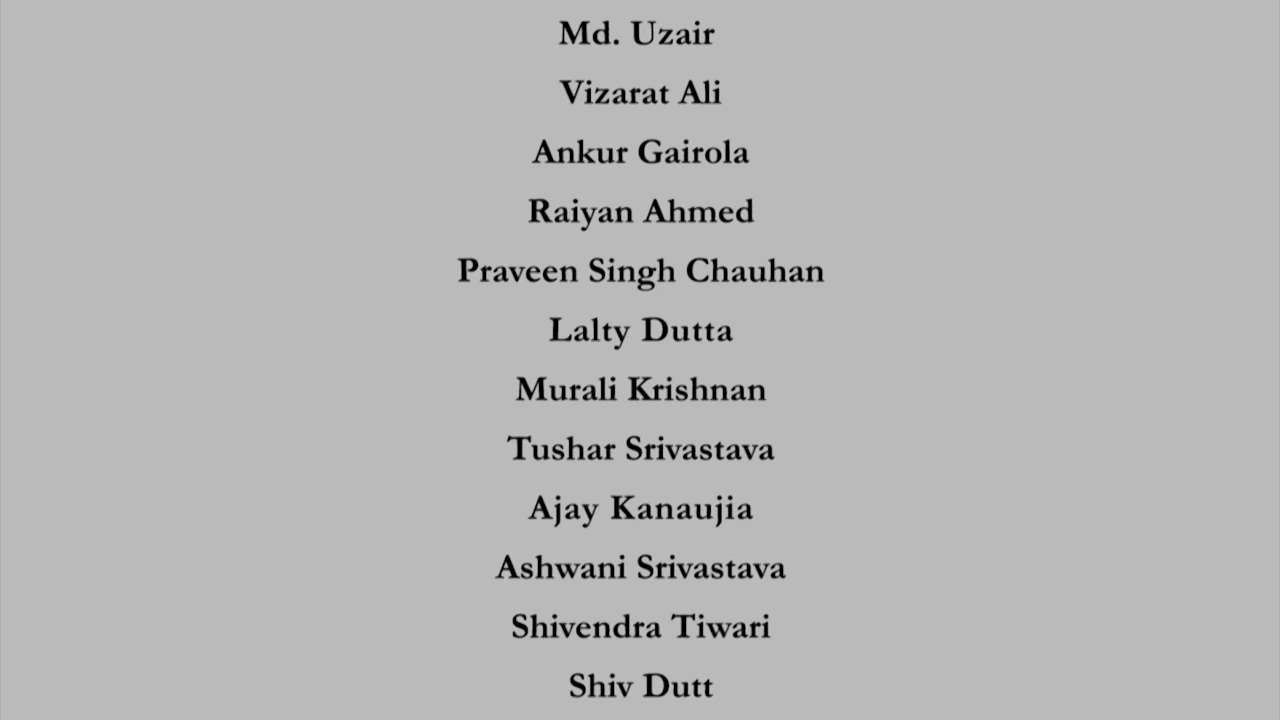 Md. Uzair
Vizarat Ali
Ankur Gairola
Raiyan Ahmed
Praveen Singh Chauhan
Lalty Dutta
Murali Krishnan
Tushar Srivastava
Ajay Kanaujia
Ashwani Srivastava
Shivendra Tiwari
Shiv Dutt